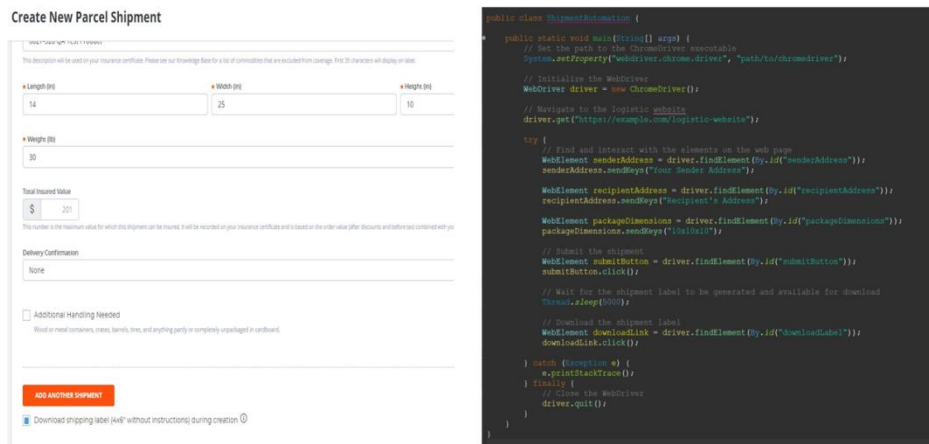 Create New Parcel Shipment
This description will be used on your insurance certificate. Please see our Knowledge Base for a list of commodities that are excluded from coverage. First 35 characters will display on label.
Length (in)
Width (in)
Height (in)
14
25
10
Weight (lb)
30
Total Insured Value
$ 201
This number is the maximum value for which this shipment can be insured. It will be recorded on your insurance certificate and is based on the order value (after discounts and before tax) combined with yo
Delivery Confirmation
None
Additional Handling Needed
Wood or metal containers, crates, barrels, tires, and anything partly or completely unpackaged in cardboard.
ADD ANOTHER SHIPMENT
Download shipping label (4x6" without instructions) during creation
public class ShipmentAutomation {
public static void main(String[] args) {
// Set the path to the ChromeDriver executable
System.setProperty("webdriver.chrome.driver", "path/to/chromedriver");
// Initialize the WebDriver
WebDriver driver = new ChromeDriver();
// Navigate to the logistic website
driver.get("https://example.com/logistic-website");
try {
// Find and interact with the elements on the web page
WebElement senderAddress = driver.findElement(By.id("senderAddress"));
senderAddress.sendKeys("Your Sender Address");
WebElement recipientAddress = driver.findElement(By.id("recipientAddress"));
recipientAddress.sendKeys("Recipient's Address");
WebElement packageDimensions = driver.findElement(By.id("packageDimensions"));
packageDimensions.sendKeys("10x10x10");
// Submit the shipment
WebElement submitButton = driver.findElement(By.id("submitButton"));
submitButton.click();
// Wait for the shipment label to be generated and available for download
Thread.sleep(5000);
// Download the shipment label
WebElement downloadLink = driver.findElement(By.id("downloadLabel"));
downloadLink.click();
} catch (Exception e) {
e.printStackTrace();
} finally {
// Close the WebDriver
driver.quit();
}
}
}